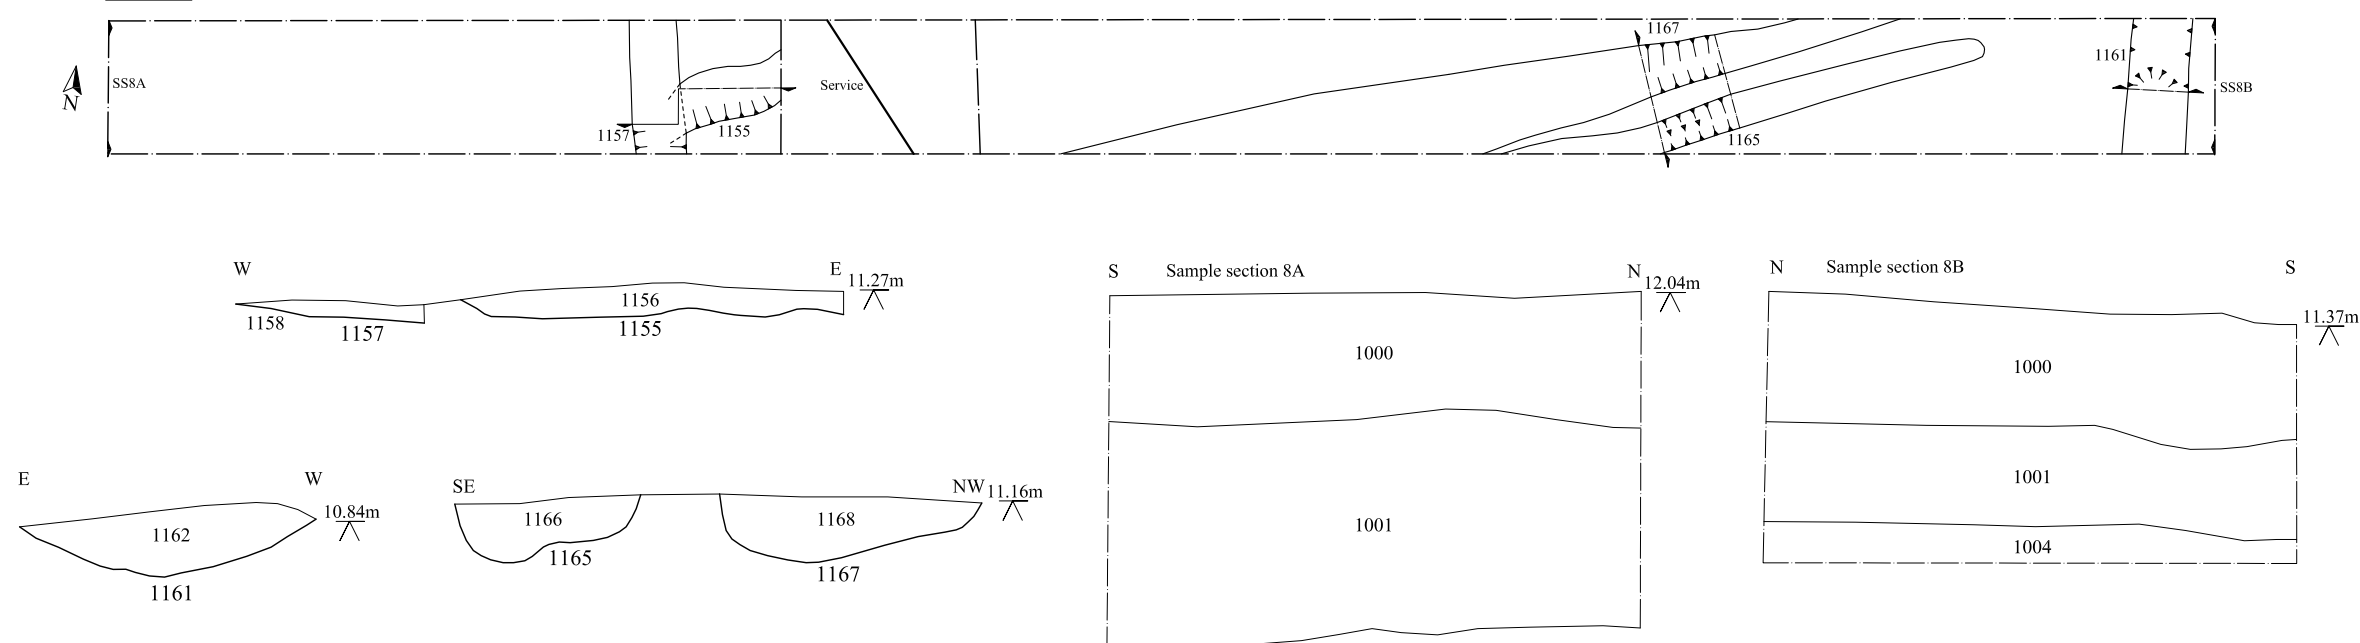 1167
1161
SS8A
Service
SS8B
N
1157
1155
1165
W
E
11.27m
1156
1158
1157
1155
S
Sample section 8A
N
12.04m
1000
1001
N
Sample section 8B
S
11.37m
1000
1001
1004
E
W
10.84m
1162
1161
SE
NW
11.16m
1166
1168
1165
1167